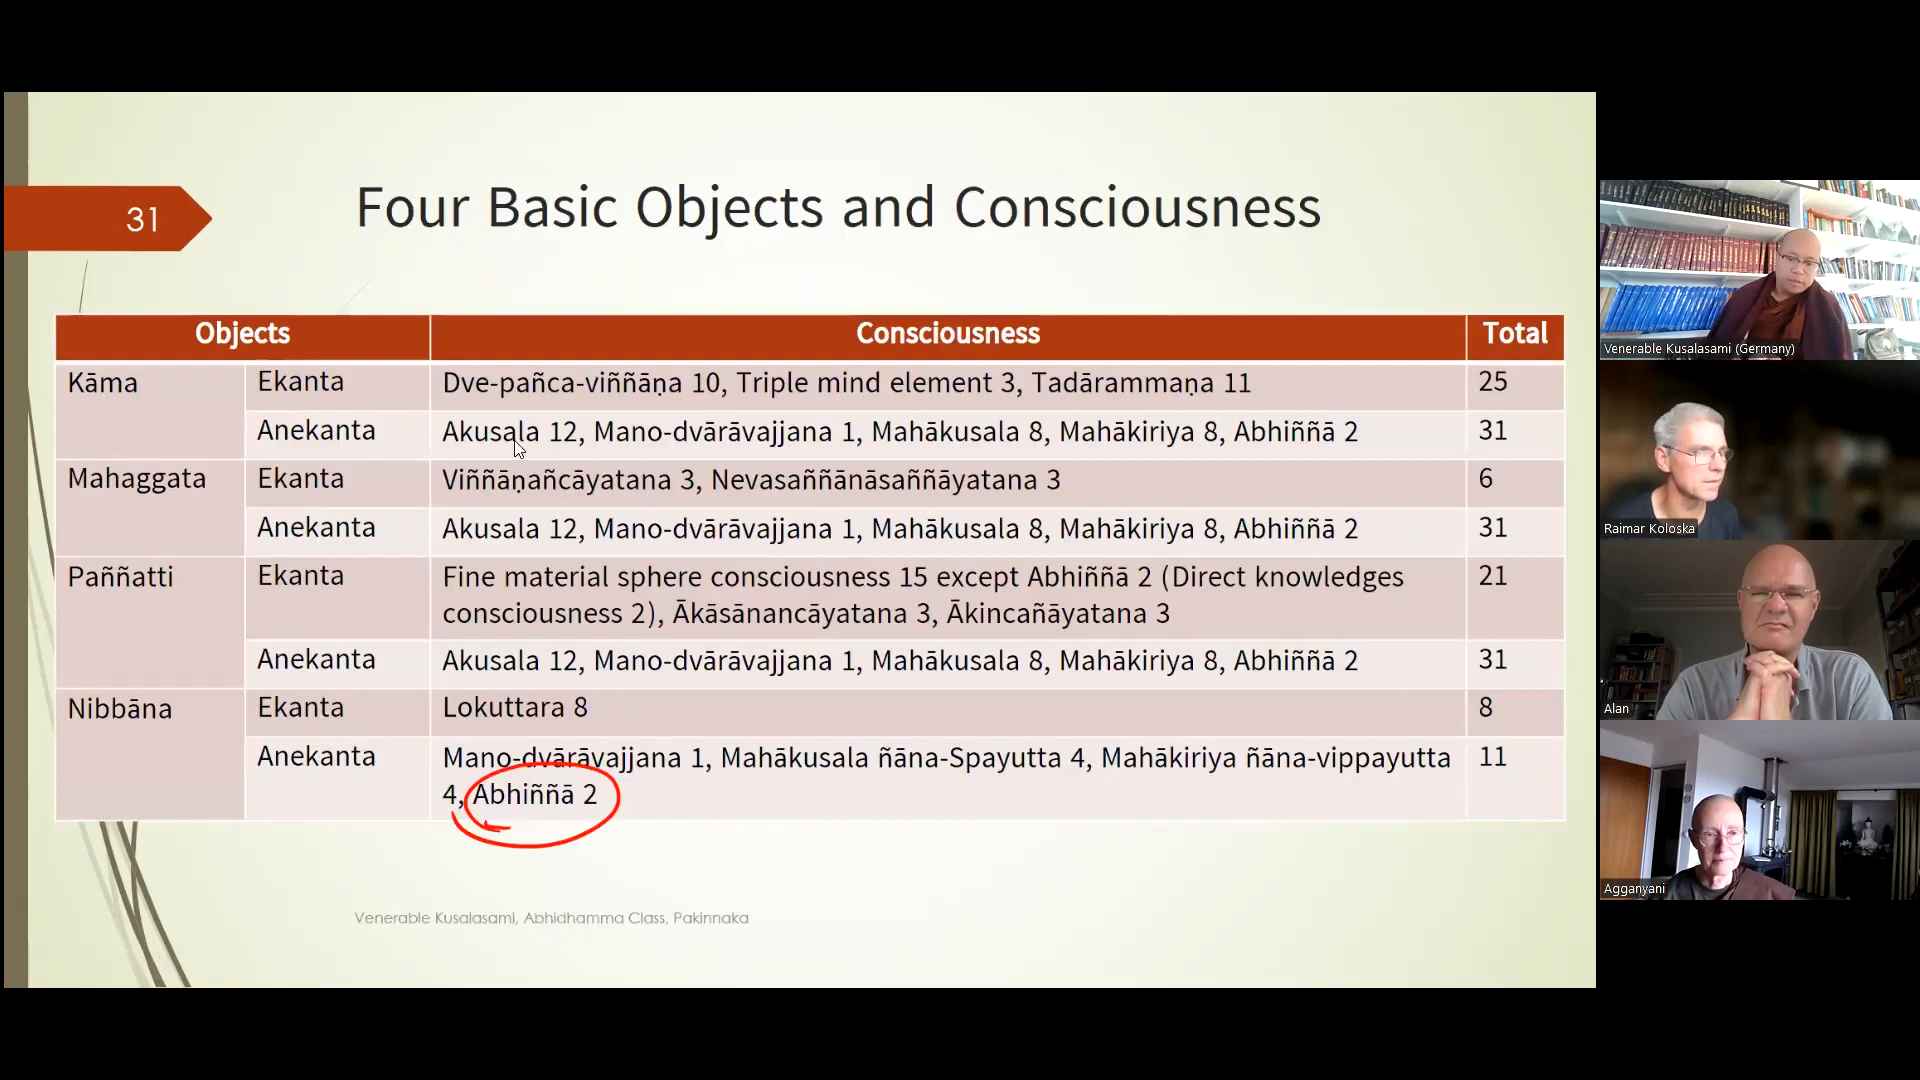 31
Four Basic Objects and Consciousness
Objects Consciousness Total
Kāma Ekanta Dve-pañca-viññāṇa 10, Triple mind element 3, Tadārammaṇa 11 25
Anekanta Akusala 12, Mano-dvārāvajjana 1, Mahākusala 8, Mahākiriya 8, Abhiññā 2 31
Mahaggata Ekanta Viññāṇañcāyatana 3, Nevasaññānāsaññāyatana 3 6
Anekanta Akusala 12, Mano-dvārāvajjana 1, Mahākusala 8, Mahākiriya 8, Abhiññā 2 31
Paññatti Ekanta Fine material sphere consciousness 15 except Abhiññā 2 (Direct knowledges 21
consciousness 2), Ākāsānancāyatana 3, Ākincañāyatana 3
Anekanta Akusala 12, Mano-dvārāvajjana 1, Mahākusala 8, Mahākiriya 8, Abhiññā 2 31
Nibbāna Ekanta Lokuttara 8 8
Anekanta Mano-dvārāvajjana 1, Mahākusala ñāna-Spayutta 4, Mahākiriya ñāna-vippayutta 11
4, Abhiññā 2
Venerable Kusalasami, Abhidhamma Class, Pakinnaka
Venerable Kusalasami (Germany)
Raimar Koloska
Alan
Agganyani